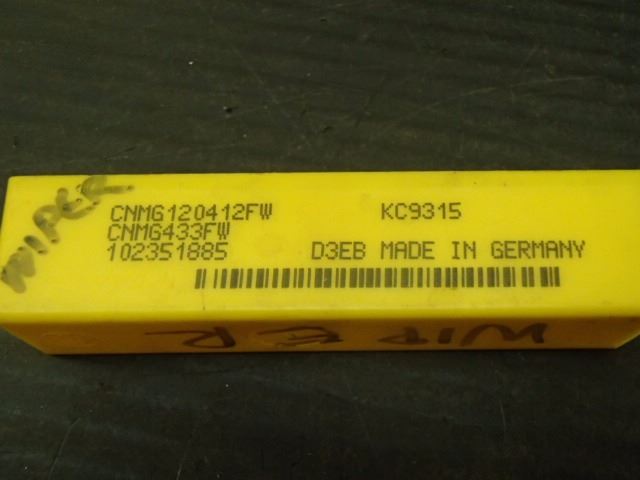 WIPER
CNMG120412FW KC9315
CNMG433FW
102351885 D3EB MADE IN GERMANY
WIPER